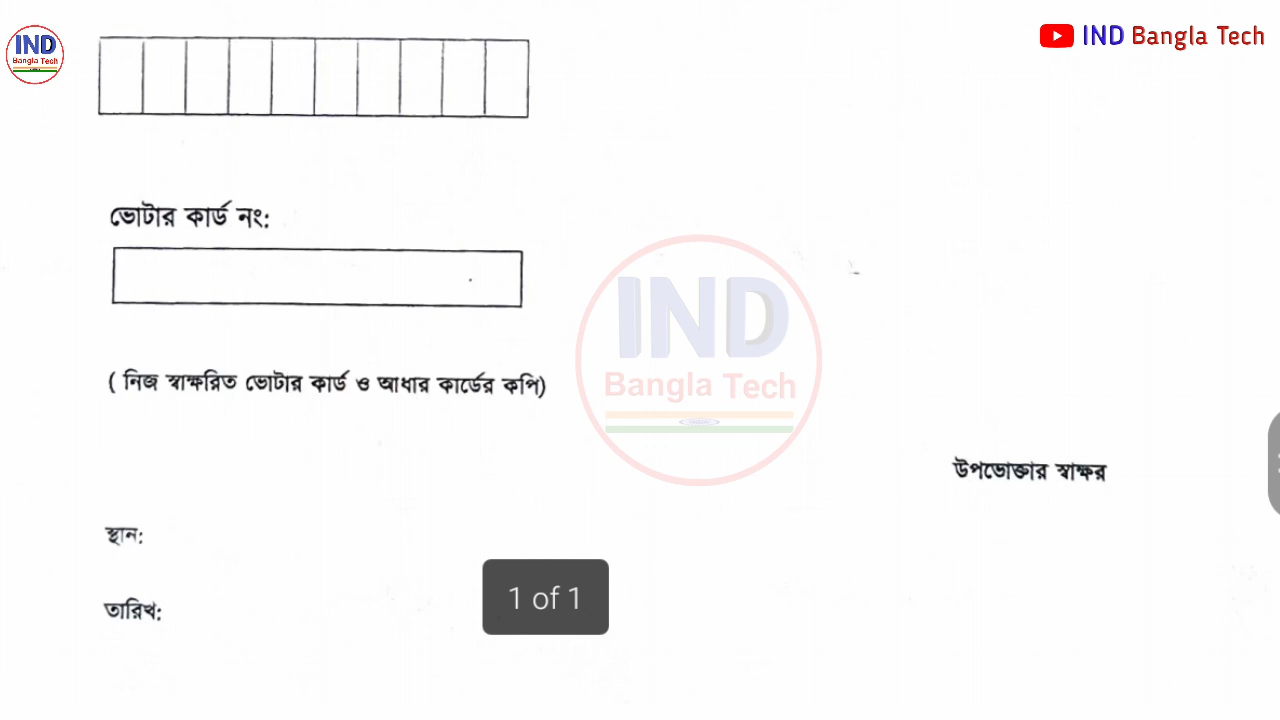 IND
Bangla Tech
IND Bangla Tech
ভোটার কার্ড নং:
IND
Bangla Tech
( নিজ স্বাক্ষরিত ভোটার কার্ড ও আধার কার্ডের কপি)
উপভোক্তার স্বাক্ষর
স্থান:
1 of 1
তারিখ: